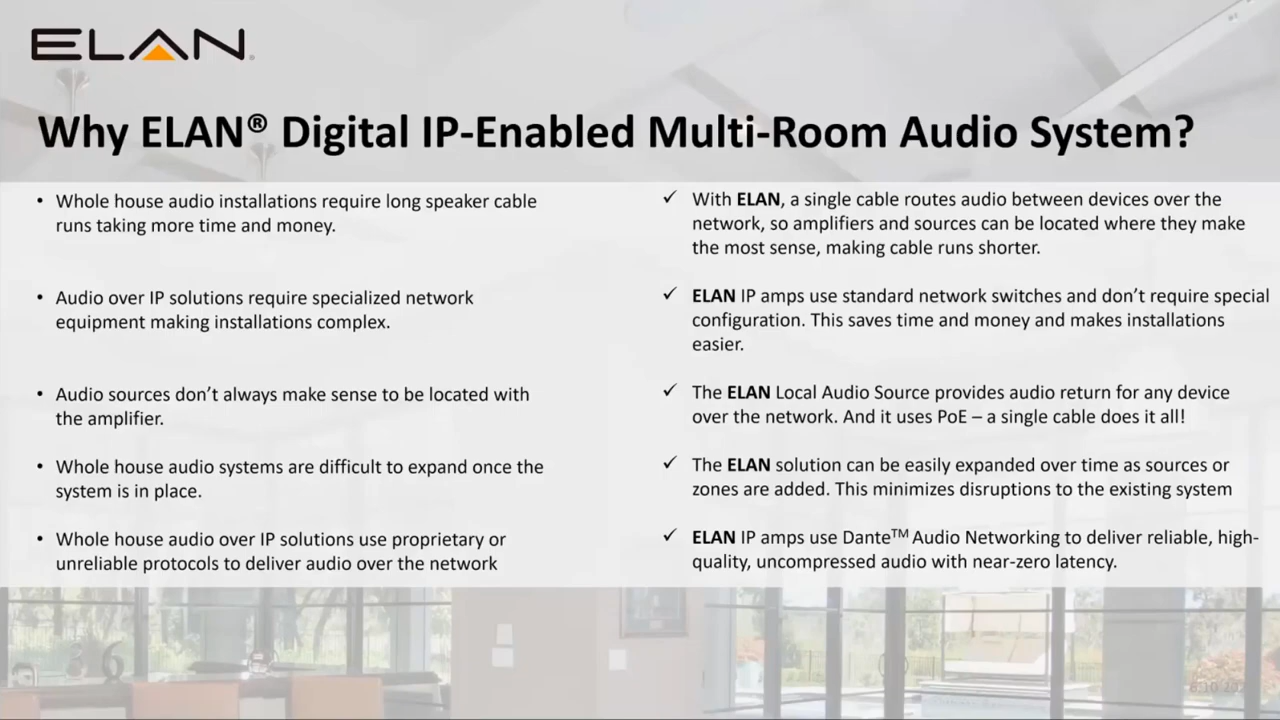 ELAN®
Why ELAN® Digital IP-Enabled Multi-Room Audio System?
• Whole house audio installations require long speaker cable
runs taking more time and money.
• Audio over IP solutions require specialized network
equipment making installations complex.
• Audio sources don’t always make sense to be located with
the amplifier.
• Whole house audio systems are difficult to expand once the
system is in place.
• Whole house audio over IP solutions use proprietary or
unreliable protocols to deliver audio over the network
✓ With ELAN, a single cable routes audio between devices over the
network, so amplifiers and sources can be located where they make
the most sense, making cable runs shorter.
✓ ELAN IP amps use standard network switches and don’t require special
configuration. This saves time and money and makes installations
easier.
✓ The ELAN Local Audio Source provides audio return for any device
over the network. And it uses PoE – a single cable does it all!
✓ The ELAN solution can be easily expanded over time as sources or
zones are added. This minimizes disruptions to the existing system
✓ ELAN IP amps use Dante™ Audio Networking to deliver reliable, high-
quality, uncompressed audio with near-zero latency.